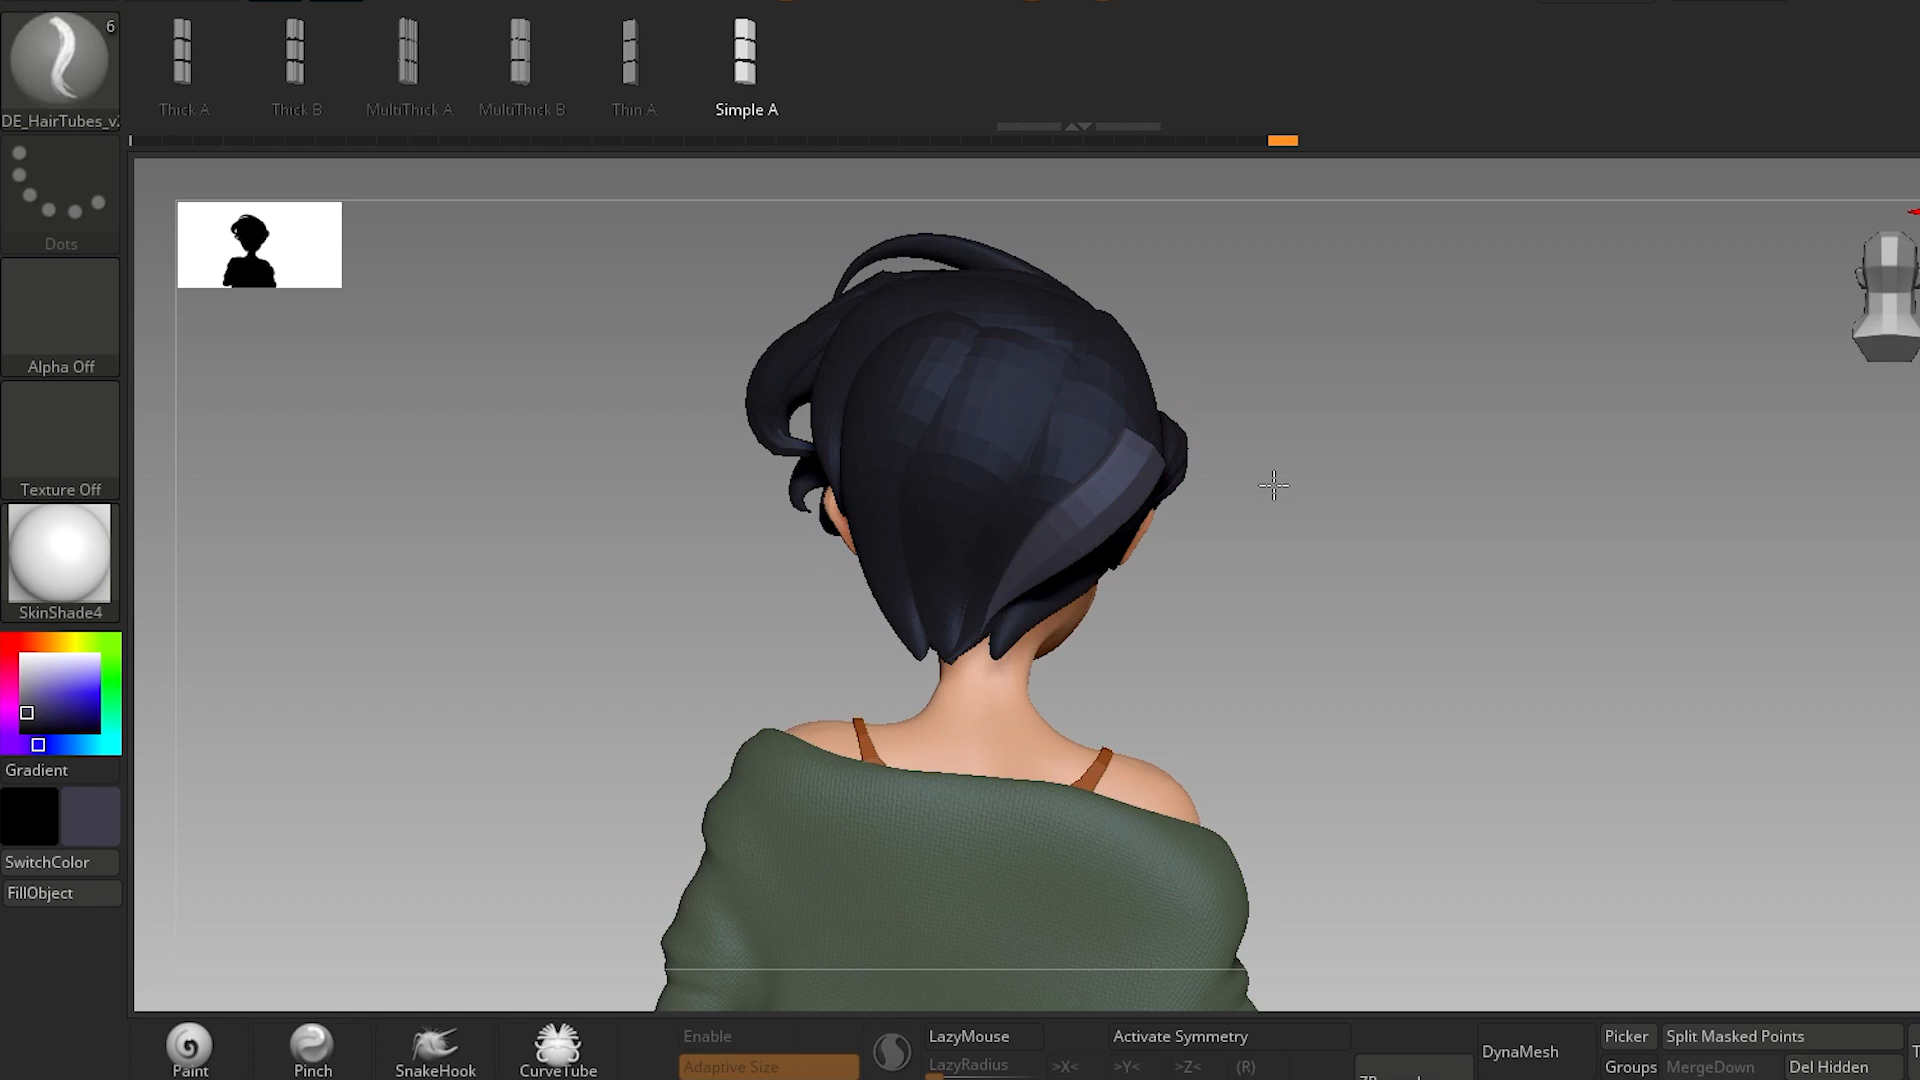 6
Thick A
Thick B
MultiThick A
MultiThick B
Thin A
Simple A
DE_HairTubes_v
Dots
Alpha Off
Texture Off
SkinShade4
Gradient
SwitchColor
FillObject
Paint
Pinch
SnakeHook
CurveTube
Enable
Adaptive Size
LazyMouse
LazyRadius
Activate Symmetry
>X<
>Y<
>Z<
(R)
DynaMesh
Picker
Split Masked Points
Groups
MergeDown
Del Hidden